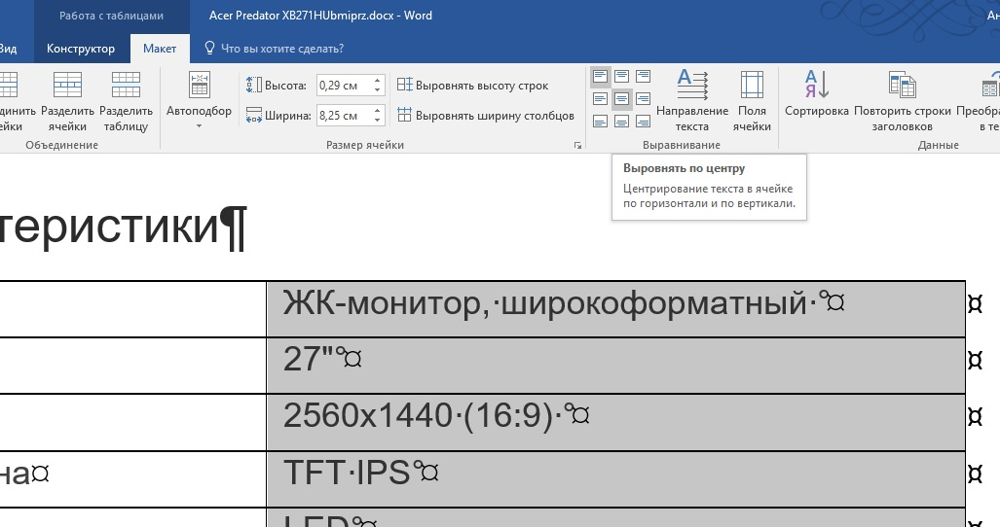 Работа с таблицами
Acer Predator XB271HUbmiprz.docx - Word
Ан
Вид
Конструктор
Макет
Что вы хотите сделать?
динить
ейки
Разделить
ячейки
Разделить
таблицу
Объединение
Автоподбор
Высота:
0,29 см
Выровнять высоту строк
Ширина:
8,25 см
Выровнять ширину столбцов
Размер ячейки
Направление
текста
Поля
ячейки
Выравнивание
Сортировка
Повторить строки
заголовков
Преобра
в те
Данные
Выровнять по центру
Центрирование текста в ячейке
по горизонтали и по вертикали.
теристики¶
ЖК-монитор,·широкоформатный·°¤
¤
27"°¤
¤
2560x1440·(16:9)·°¤
¤
на¤
TFT·IPS°¤
¤
LED°¤
¤